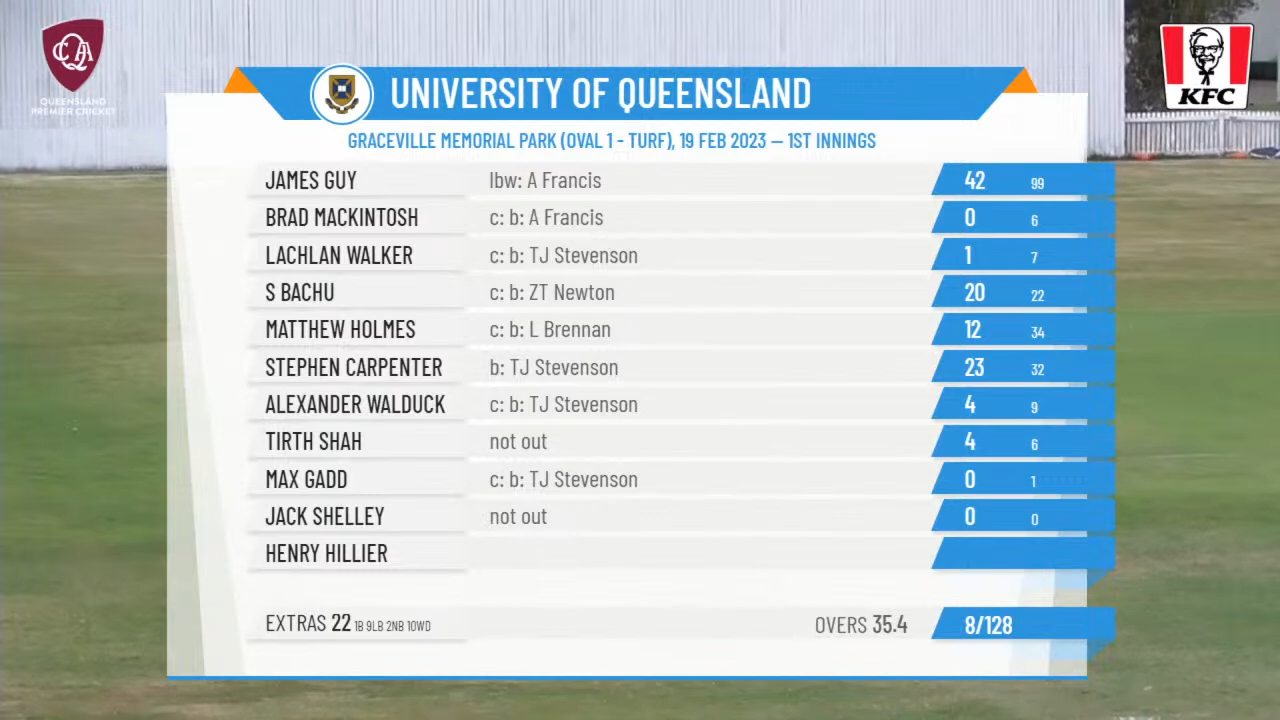 QUEENSLAND
PREMIER CRICKET
KFC
UNIVERSITY OF QUEENSLAND
GRACEVILLE MEMORIAL PARK (OVAL 1 - TURF), 19 FEB 2023 — 1ST INNINGS
JAMES GUY lbw: A Francis 42 99
BRAD MACKINTOSH c: b: A Francis 0 6
LACHLAN WALKER c: b: TJ Stevenson 1 7
S BACHU c: b: ZT Newton 20 22
MATTHEW HOLMES c: b: L Brennan 12 34
STEPHEN CARPENTER b: TJ Stevenson 23 32
ALEXANDER WALDUCK c: b: TJ Stevenson 4 9
TIRTH SHAH not out 4 6
MAX GADD c: b: TJ Stevenson 0 1
JACK SHELLEY not out 0 0
HENRY HILLIER
EXTRAS 22 1B 9LB 2NB 10WD OVERS 35.4 8/128